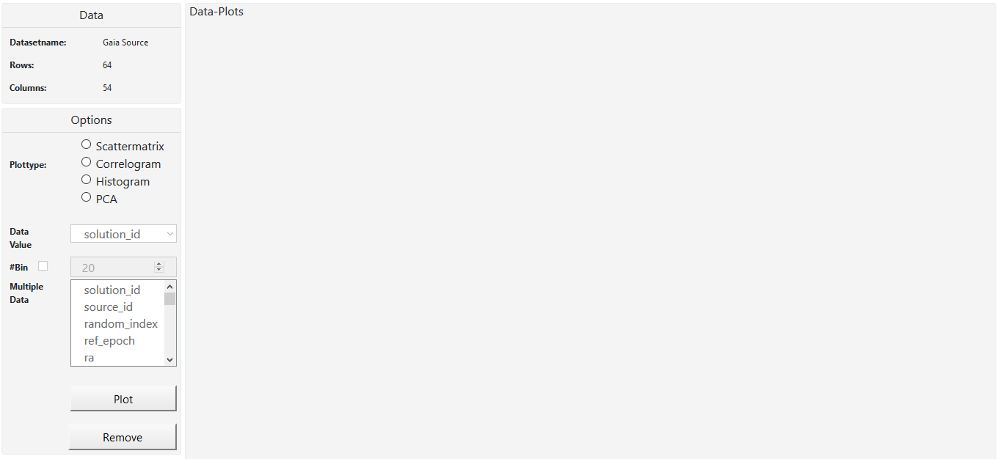 Data
Datasetname: Gaia Source
Rows: 64
Columns: 54
Options
Plottype:
Scattermatrix
Correlogram
Histogram
PCA
Data
Value
solution_id
#Bin
20
Multiple
Data
solution_id
source_id
random_index
ref_epoch
ra
Plot
Remove
Data-Plots